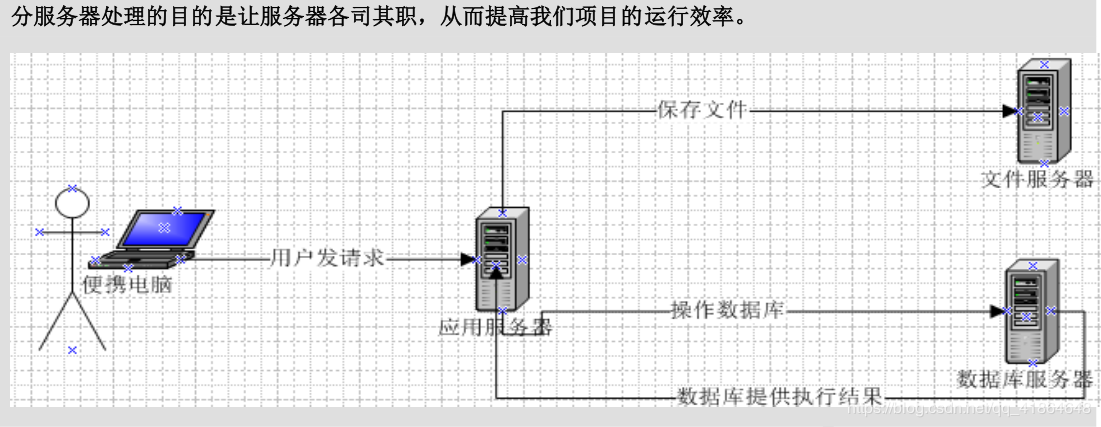 分服务器处理的目的是让服务器各司其职，从而提高我们项目的运行效率。
保存文件
文件服务器
用户发请求
便携电脑
操作数据库
应用服务器
数据库服务器
数据库提供执行结果
https://blog.csdn.net/qq_41864648